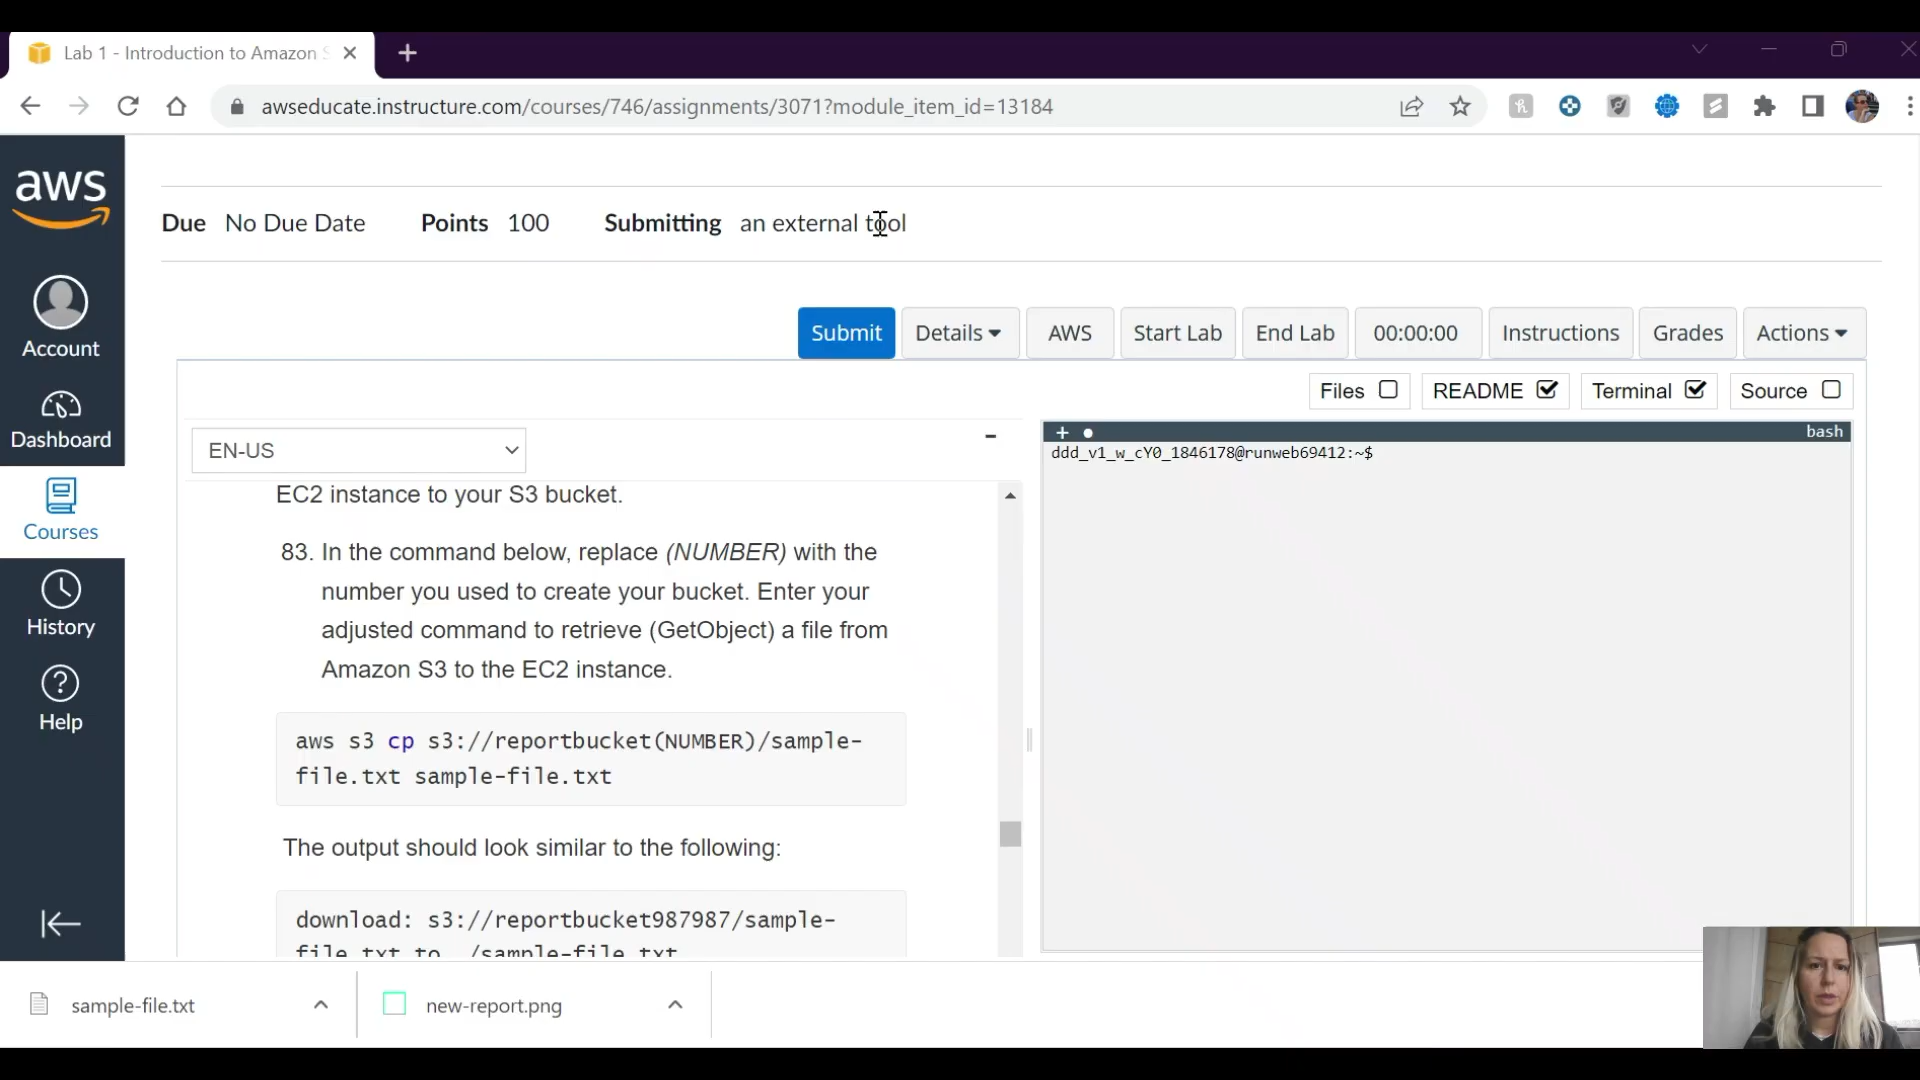 Lab 1 - Introduction to Amazon S
awseducate.instructure.com/courses/746/assignments/3071?module_item_id=13184
aws
Account
Dashboard
Courses
History
Help
Due No Due Date Points 100 Submitting an external tool
Submit Details AWS Start Lab End Lab 00:00:00 Instructions Grades Actions
Files README Terminal Source
EN-US
EC2 instance to your S3 bucket.
83. In the command below, replace (NUMBER) with the
number you used to create your bucket. Enter your
adjusted command to retrieve (GetObject) a file from
Amazon S3 to the EC2 instance.
aws s3 cp s3://reportbucket(NUMBER)/sample-
file.txt sample-file.txt
The output should look similar to the following:
download: s3://reportbucket987987/sample-
file.txt to ./sample-file.txt
bash
ddd_v1_w_cY0_1846178@runweb69412:~$
sample-file.txt
new-report.png